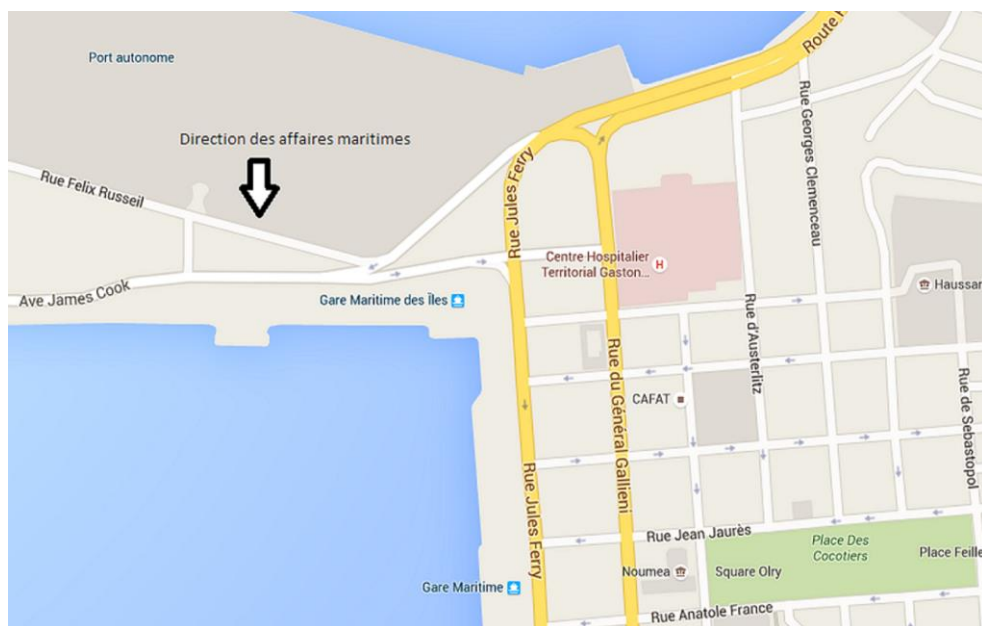 Port autonome
Route
Direction des affaires maritimes
Rue Felix Russeil
Rue Jules Ferry
Rue Georges Clemenceau
Centre Hospitalier
Territorial Gaston...
H
Ave James Cook
Gare Maritime des Îles
Haussar
Rue d'Austerlitz
Rue du Général Gallieni
CAFAT
Rue de Sebastopol
Rue Jules Ferry
Rue Jean Jaurès
Place Des
Cocotiers
Place Feille
Noumea
Square Olry
Gare Maritime
Rue Anatole France